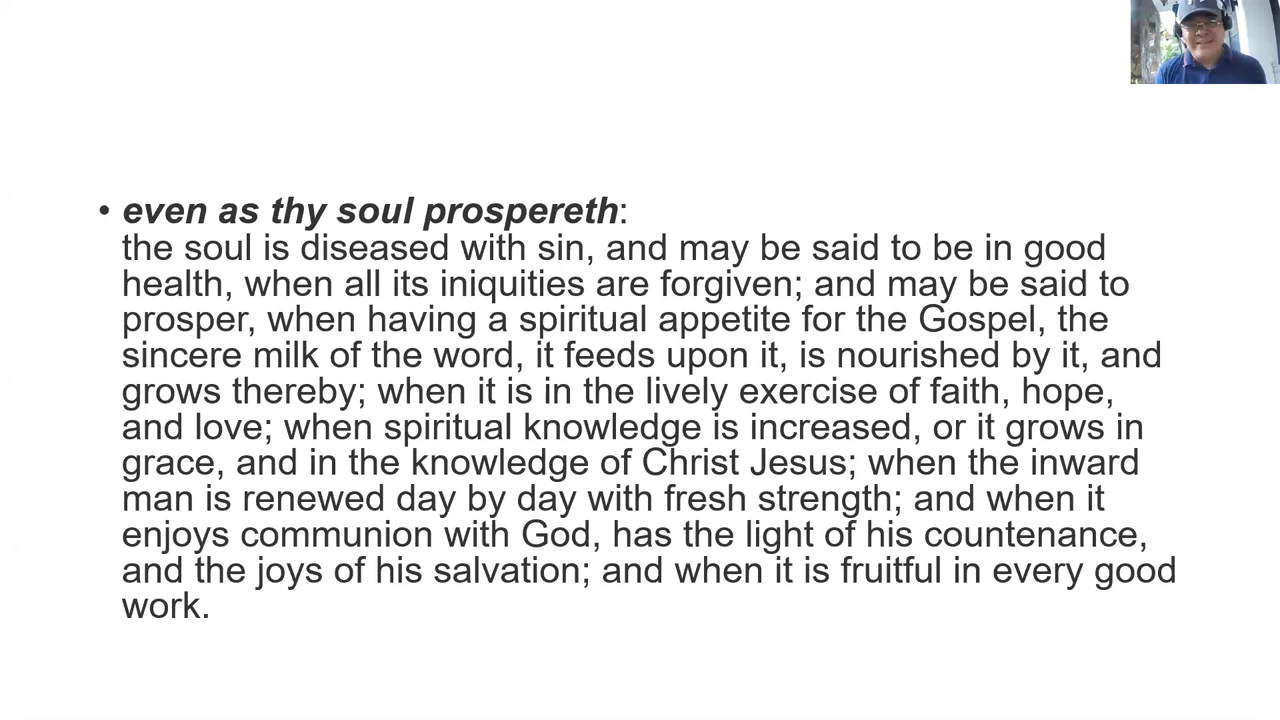 • even as thy soul prospereth:
the soul is diseased with sin, and may be said to be in good
health, when all its iniquities are forgiven; and may be said to
prosper, when having a spiritual appetite for the Gospel, the
sincere milk of the word, it feeds upon it, is nourished by it, and
grows thereby; when it is in the lively exercise of faith, hope,
and love; when spiritual knowledge is increased, or it grows in
grace, and in the knowledge of Christ Jesus; when the inward
man is renewed day by day with fresh strength; and when it
enjoys communion with God, has the light of his countenance,
and the joys of his salvation; and when it is fruitful in every good
work.